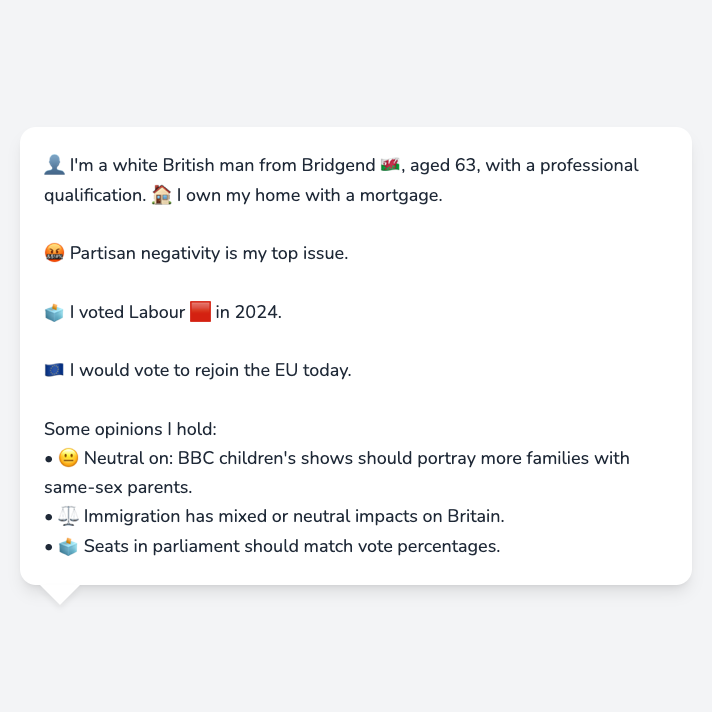 👤 I'm a white British man from Bridgend 🏴󠁧󠁢󠁷󠁬󠁳󠁿, aged 63, with a professional
qualification. 🏠 I own my home with a mortgage.
🤬 Partisan negativity is my top issue.
🗳️ I voted Labour 🟥 in 2024.
🇪🇺 I would vote to rejoin the EU today.
Some opinions I hold:
• 😐 Neutral on: BBC children's shows should portray more families with
same-sex parents.
• ⚖️ Immigration has mixed or neutral impacts on Britain.
• 🗳️ Seats in parliament should match vote percentages.